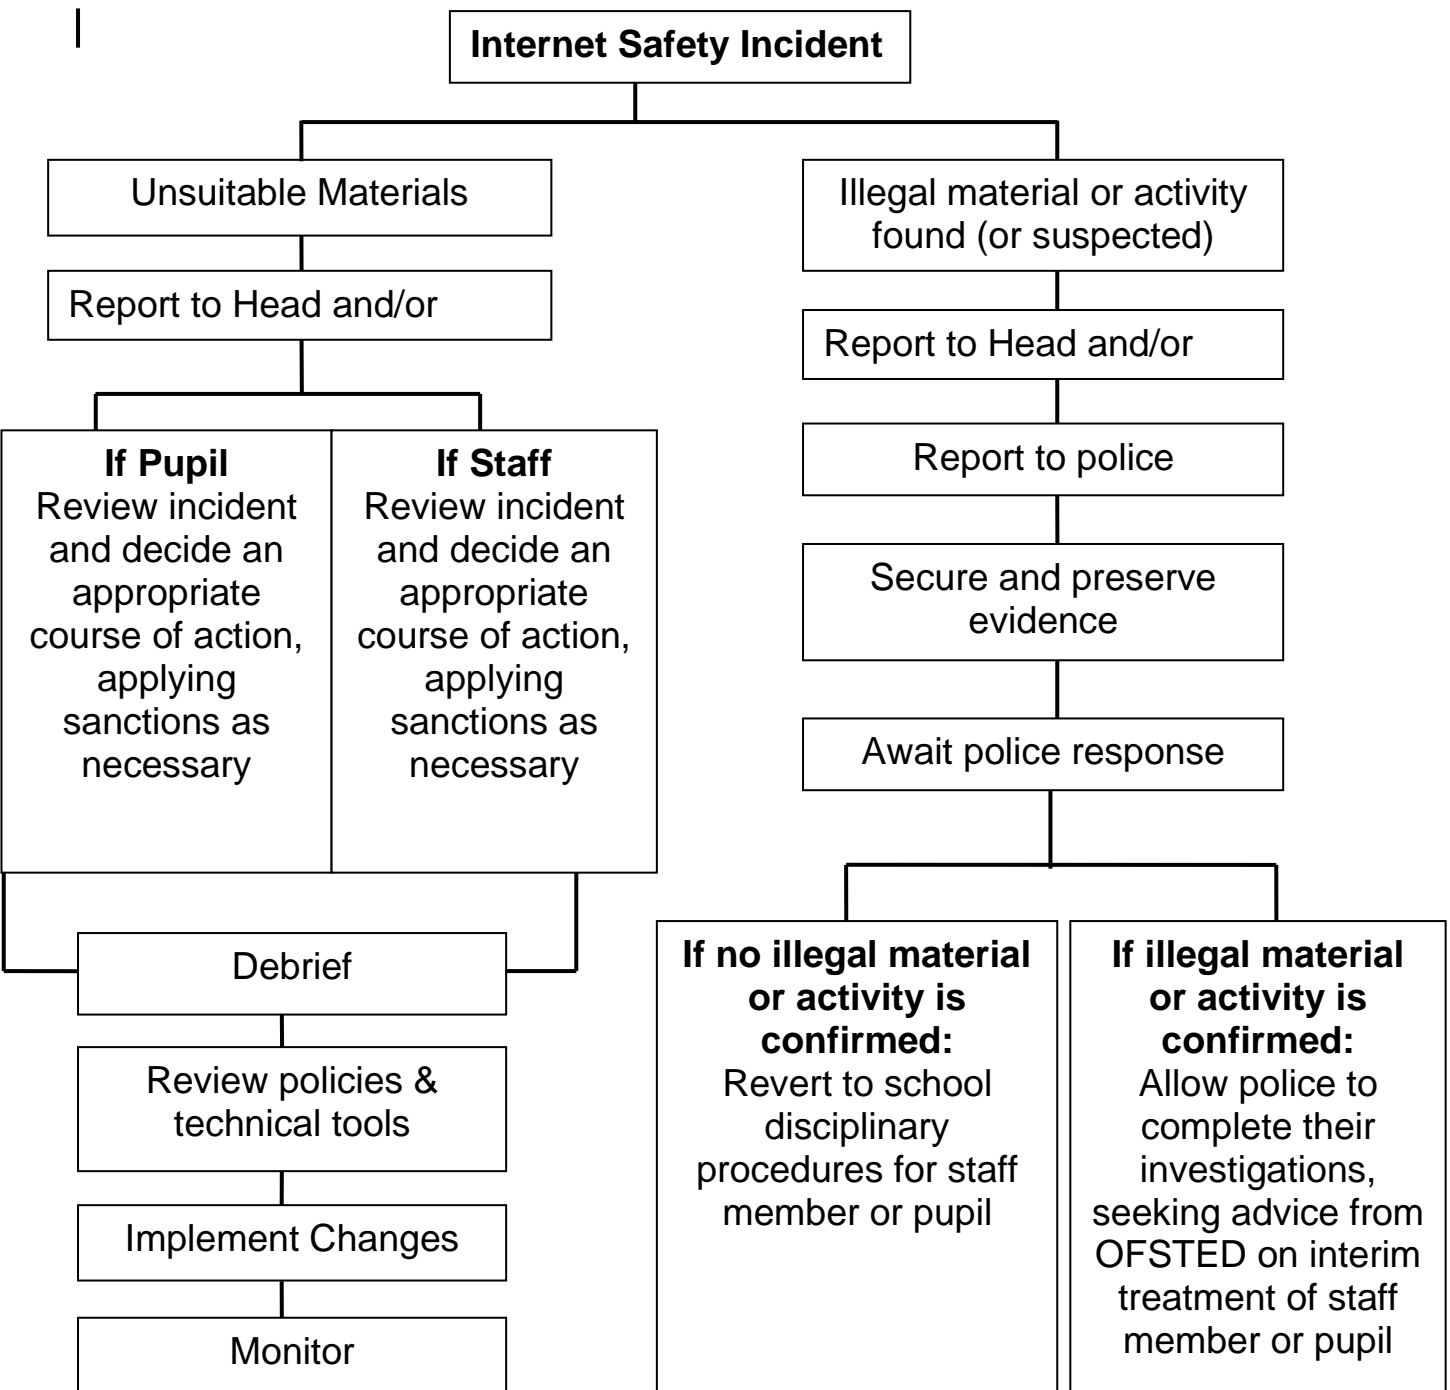 Internet Safety Incident
Unsuitable Materials
Report to Head and/or
If Pupil
Review incident
and decide an
appropriate
course of action,
applying
sanctions as
necessary
If Staff
Review incident
and decide an
appropriate
course of action,
applying
sanctions as
necessary
Debrief
Review policies &
technical tools
Implement Changes
Monitor
Illegal material or activity
found (or suspected)
Report to Head and/or
Report to police
Secure and preserve
evidence
Await police response
If no illegal material
or activity is
confirmed:
Revert to school
disciplinary
procedures for staff
member or pupil
If illegal material
or activity is
confirmed:
Allow police to
complete their
investigations,
seeking advice from
OFSTED on interim
treatment of staff
member or pupil